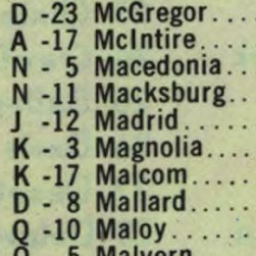 D -23 McGregor....
A -17 McIntire.....
N - 5 Macedonia..
N -11 Macksburg..
J -12 Madrid......
K - 3 Magnolia....
K -17 Malcom.....
D - 8 Mallard.....
Q -10 Maloy......
5 Malvern